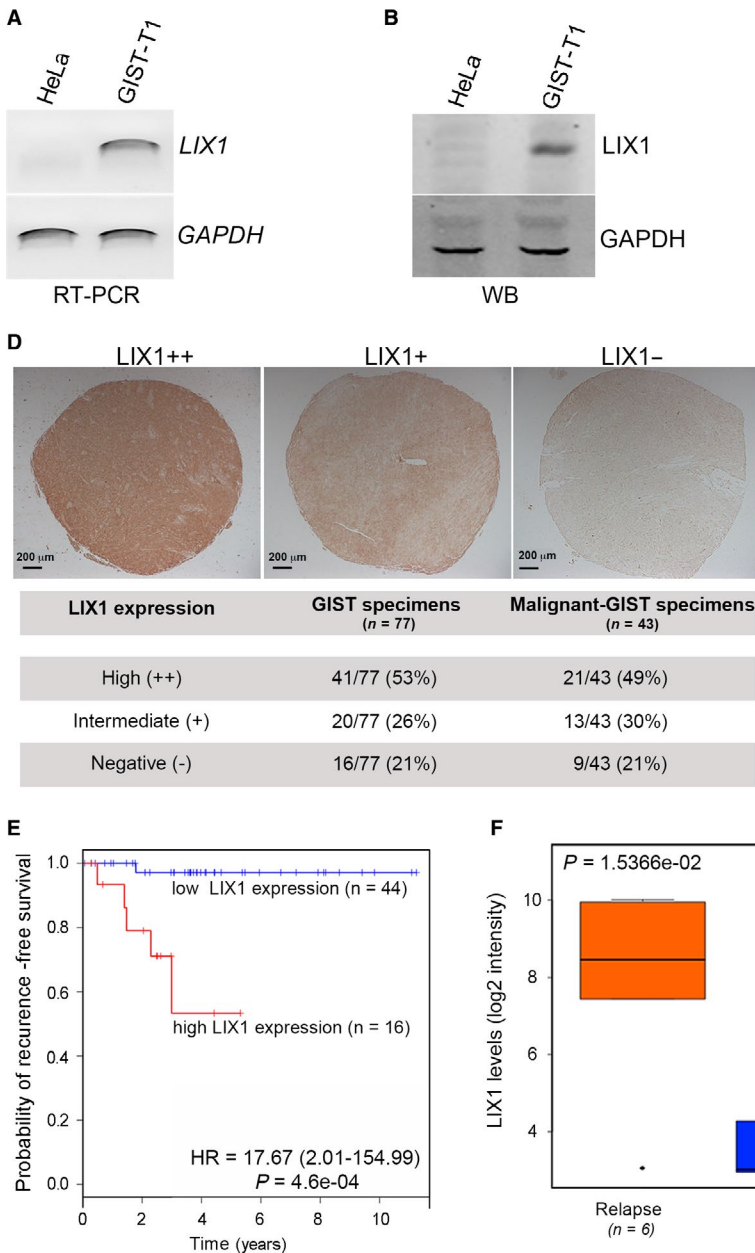 A
HeLa
GIST-T1
LIX1
GAPDH
RT-PCR
B
HeLa
GIST-T1
LIX1
GAPDH
WB
D
LIX1++
LIX1+
LIX1–
200 µm
200 µm
200 µm
LIX1 expression
GIST specimens
(n = 77)
Malignant-GIST specimens
(n = 43)
High (++)
41/77 (53%)
21/43 (49%)
Intermediate (+)
20/77 (26%)
13/43 (30%)
Negative (-)
16/77 (21%)
9/43 (21%)
E
Probability of recurence -free survival
1.0
0.8
0.6
0.4
0.2
0.0
low LIX1 expression (n = 44)
high LIX1 expression (n = 16)
HR = 17.67 (2.01-154.99)
P = 4.6e-04
0
2
4
6
8
10
Time (years)
F
P = 1.5366e-02
LIX1 levels (log2 intensity)
10
8
6
4
Relapse
(n = 6)